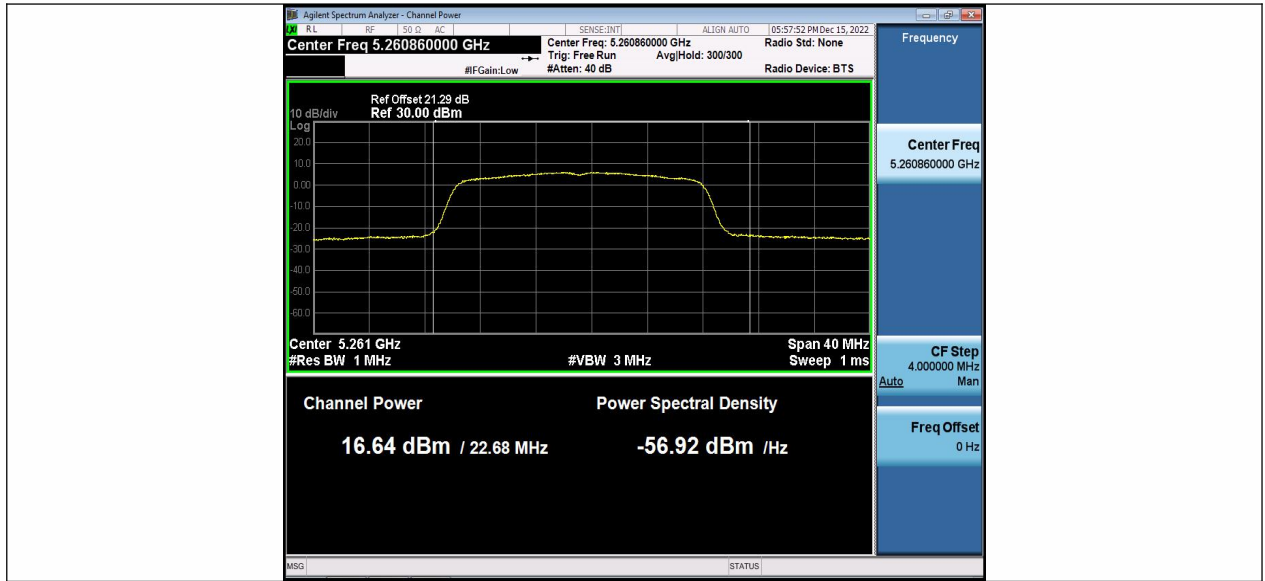 Agilent Spectrum Analyzer - Channel Power
RL RF 50 Ω AC SENSE:INT ALIGN AUTO 05:57:52 PM Dec 15, 2022
Center Freq 5.260860000 GHz
Center Freq: 5.260860000 GHz
Radio Std: None
Trig: Free Run Avg|Hold: 300/300
#IFGain:Low
#Atten: 40 dB
Radio Device: BTS
Ref Offset 21.29 dB
10 dB/div Ref 30.00 dBm
Log
20.0
10.0
0.00
-10.0
-20.0
-30.0
-40.0
-50.0
-60.0
Center 5.261 GHz Span 40 MHz
#Res BW 1 MHz #VBW 3 MHz Sweep 1 ms
Channel Power Power Spectral Density
16.64 dBm / 22.68 MHz -56.92 dBm /Hz
MSG STATUS
Frequency
Center Freq
5.260860000 GHz
CF Step
4.000000 MHz
Auto Man
Freq Offset
0 Hz